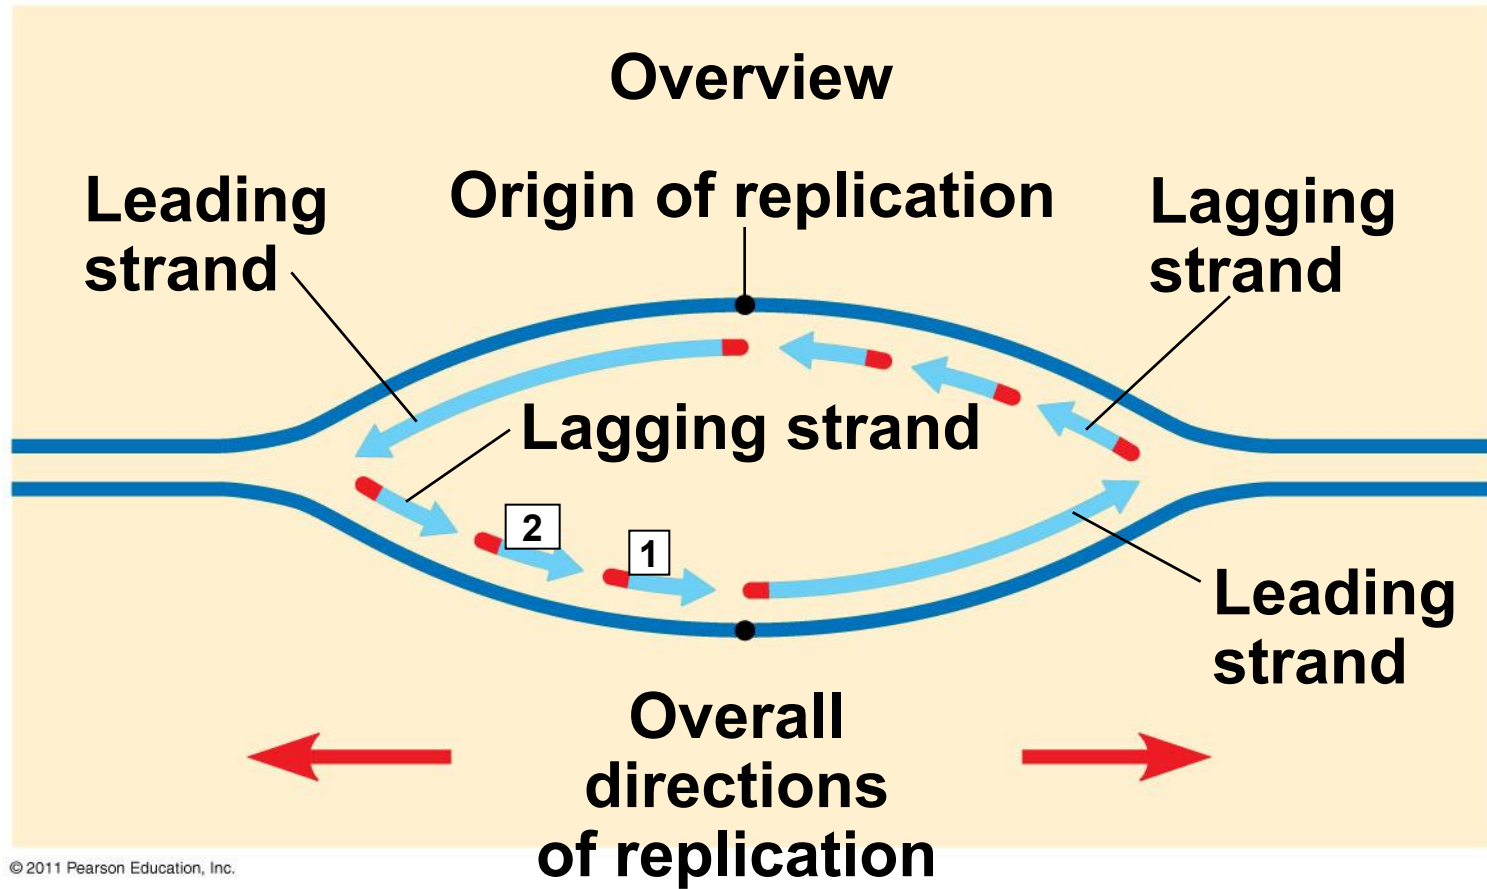 Overview
Leading
strand
Origin of replication
Lagging
strand
Lagging strand
2
1
Leading
strand
Overall
directions
of replication
© 2011 Pearson Education, Inc.